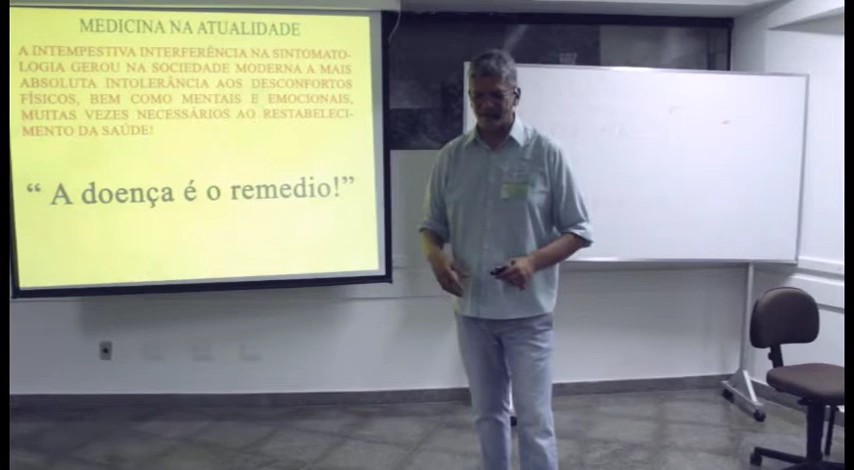 MEDICINA NA ATUALIDADE
A INTEMPESTIVA INTERFERÊNCIA NA SINTOMATO-
LOGIA GEROU NA SOCIEDADE MODERNA A MAIS
ABSOLUTA INTOLERÂNCIA AOS DESCONFORTOS
FÍSICOS, BEM COMO MENTAIS E EMOCIONAIS,
MUITAS VEZES NECESSÁRIOS AO RESTABELECI-
MENTO DA SAÚDE!
“ A doença é o remedio!”